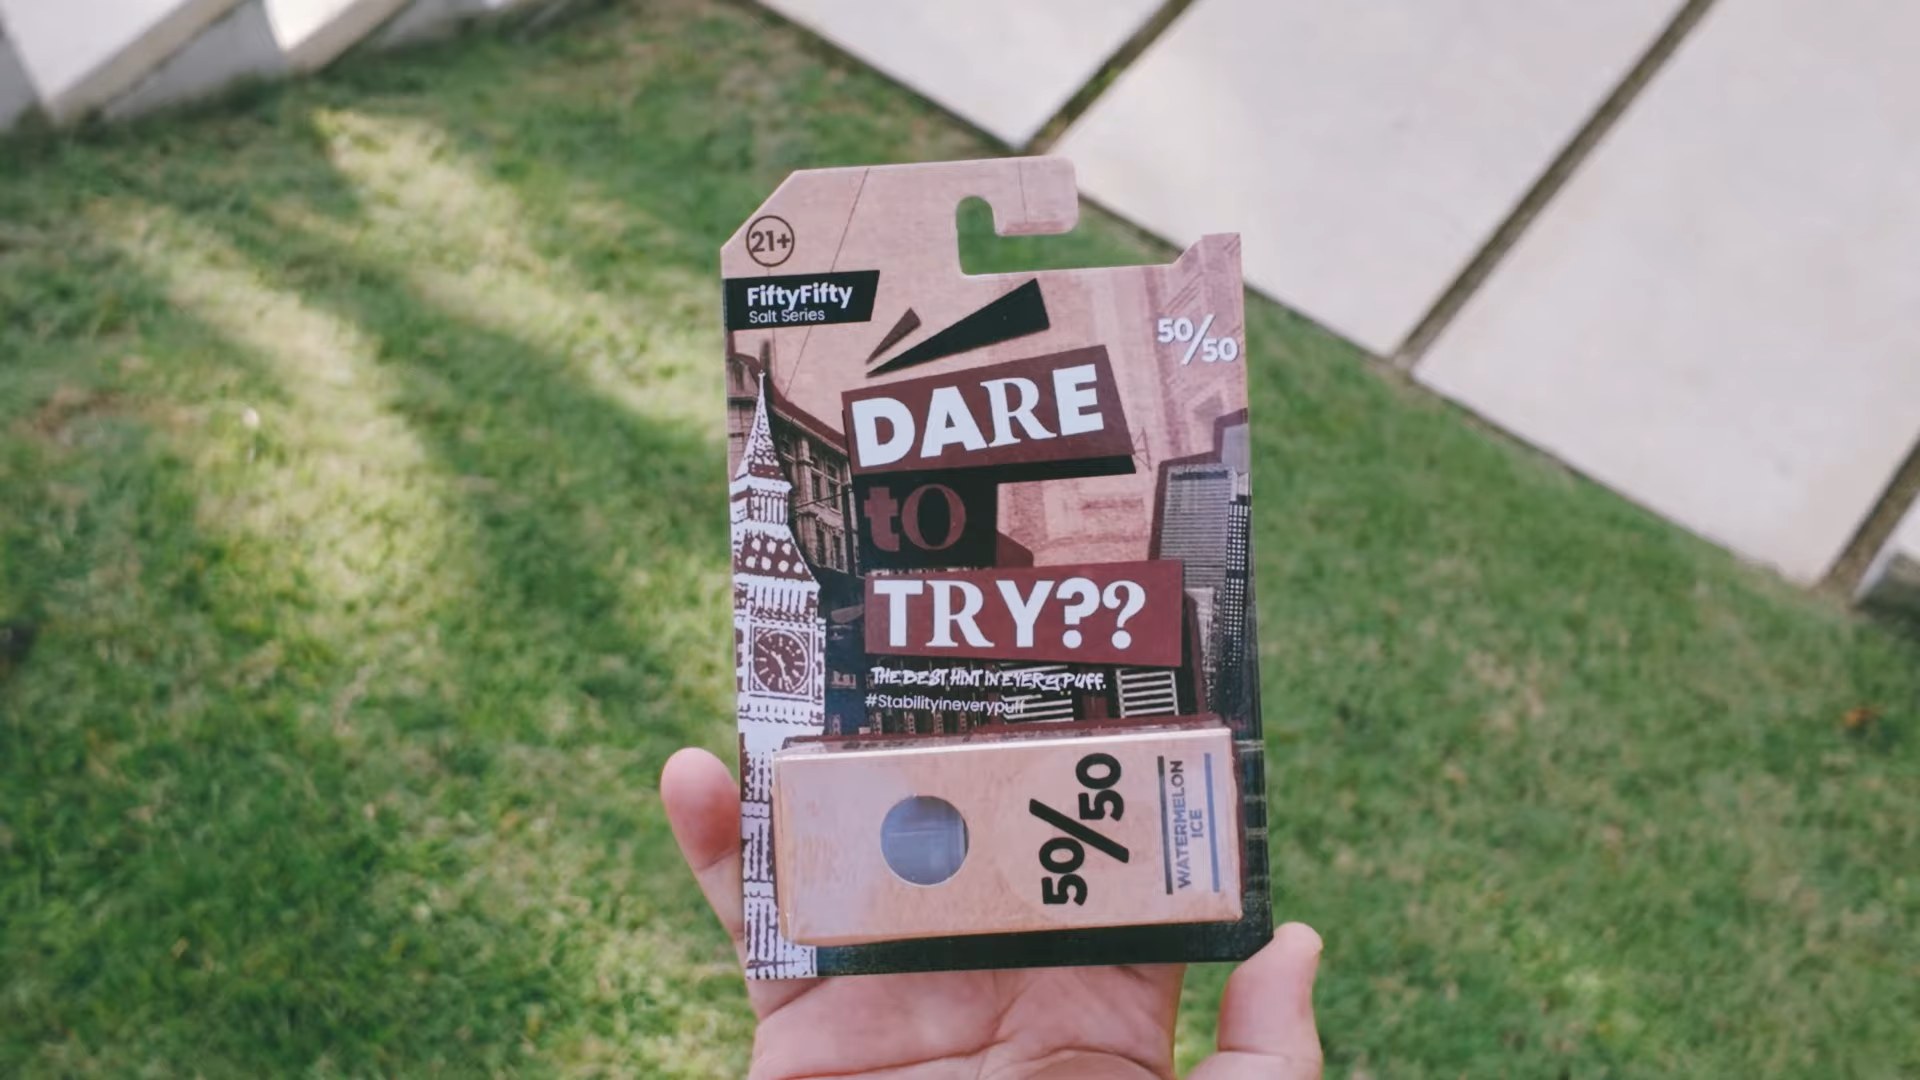 21+
FiftyFifty
Salt Series
50/50
DARE
to
TRY??
THE BEST HINT IN EVERY PUFF.
#Stabilityineverypuff
50/50
WATERMELON
ICE